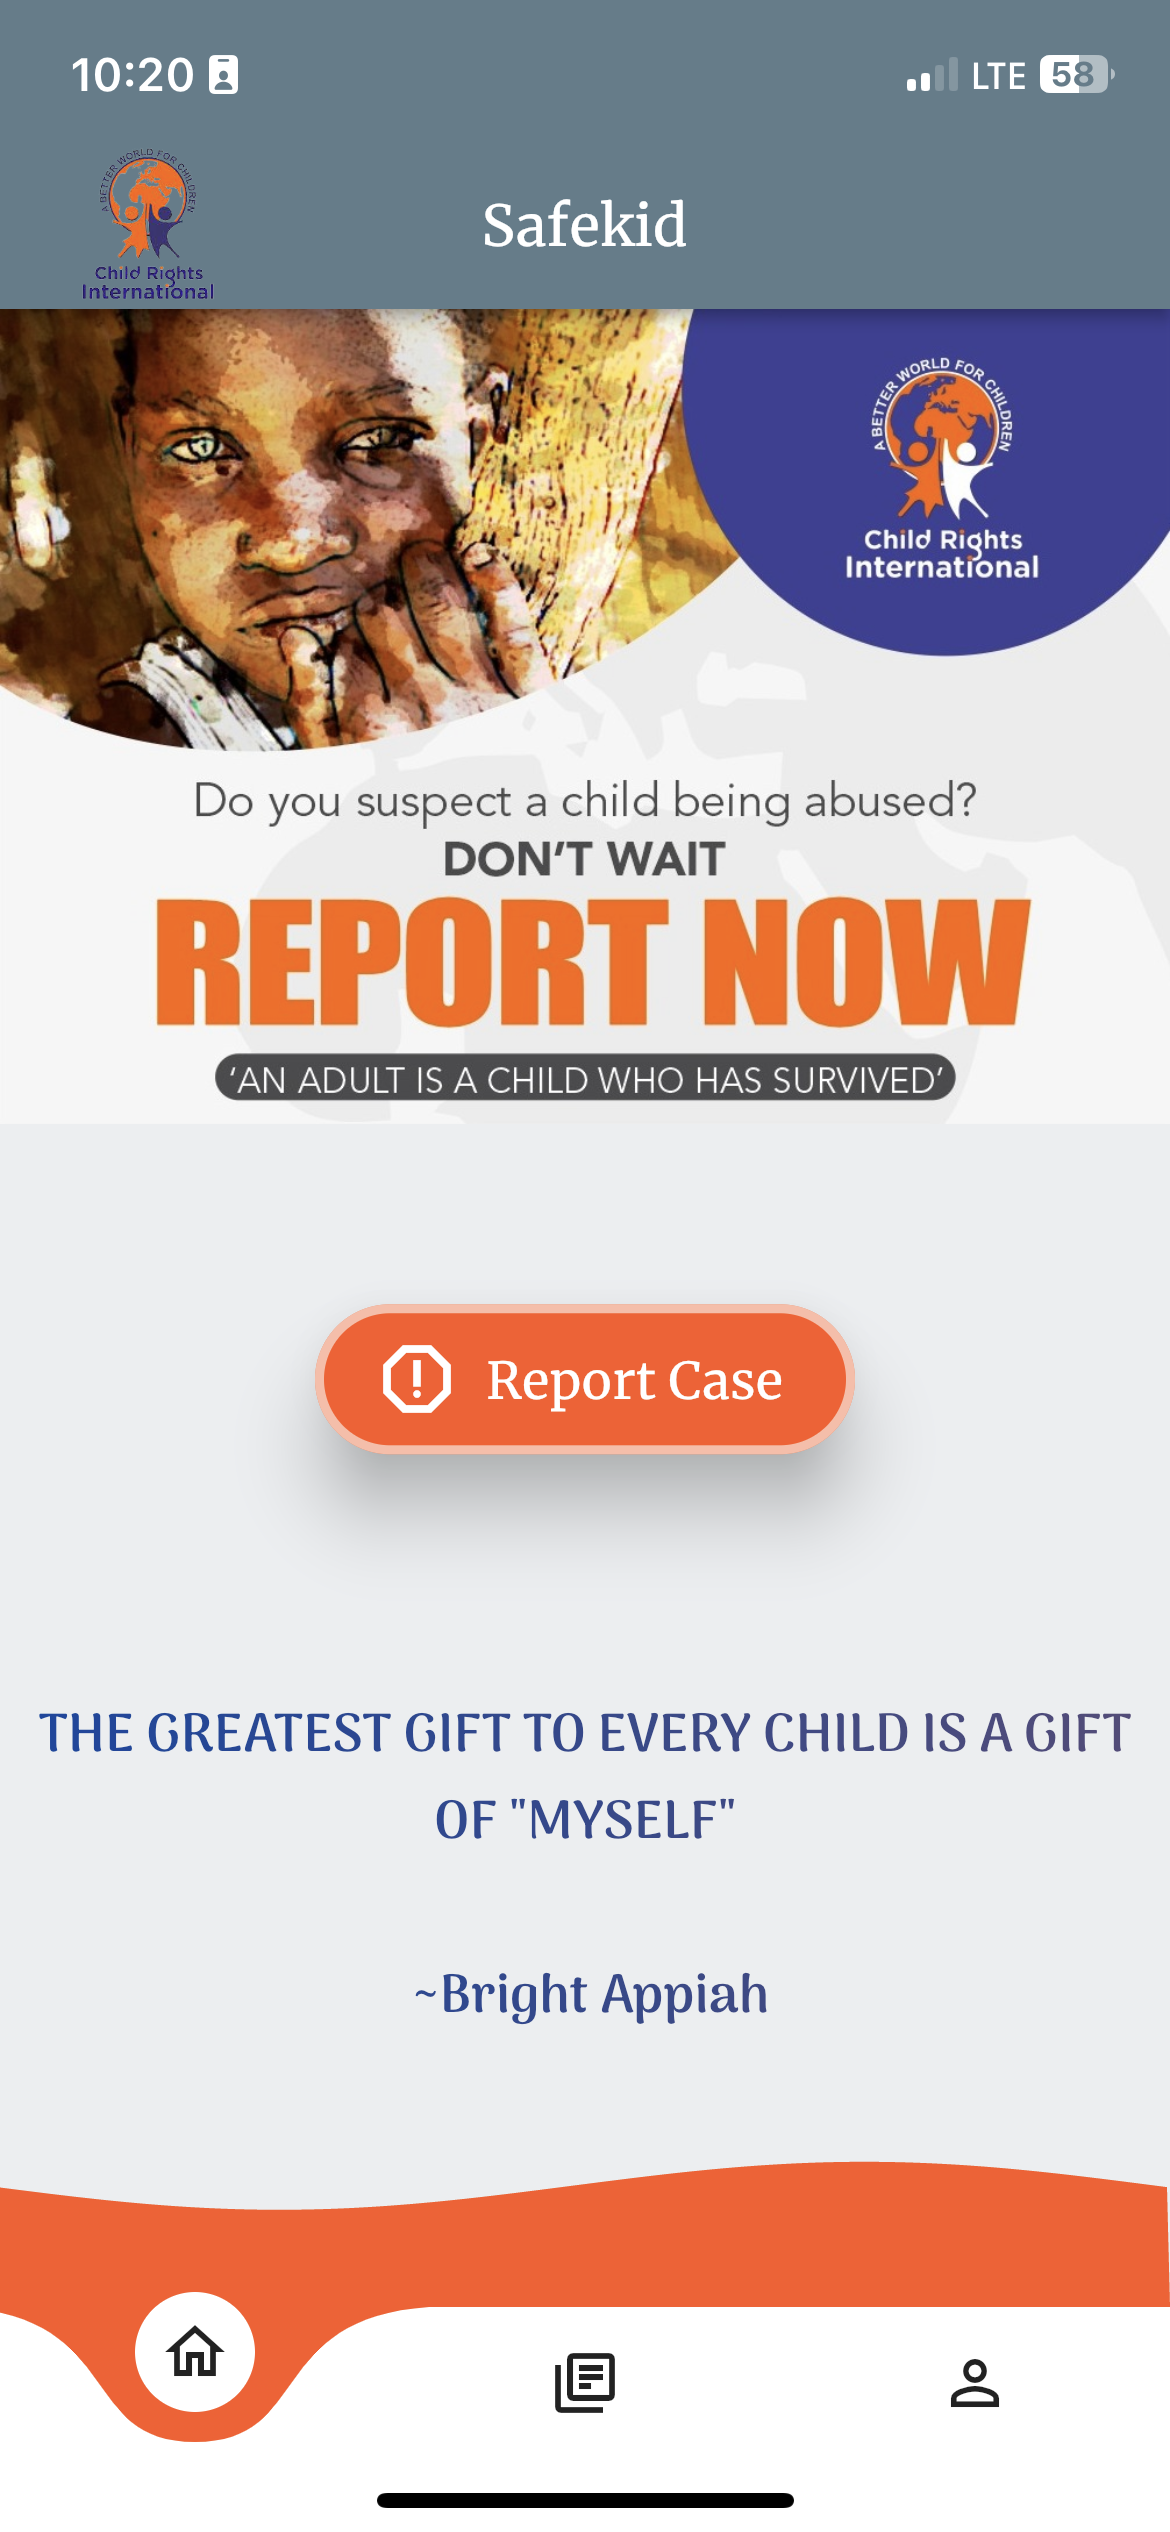 10:20
LTE 58
A BETTER WORLD FOR CHILDREN
Child Rights
International
Safekid
A BETTER WORLD FOR CHILDREN
Child Rights
International
Do you suspect a child being abused?
DON'T WAIT
REPORT NOW
'AN ADULT IS A CHILD WHO HAS SURVIVED'
Report Case
THE GREATEST GIFT TO EVERY CHILD IS A GIFT
OF "MYSELF"
~Bright Appiah